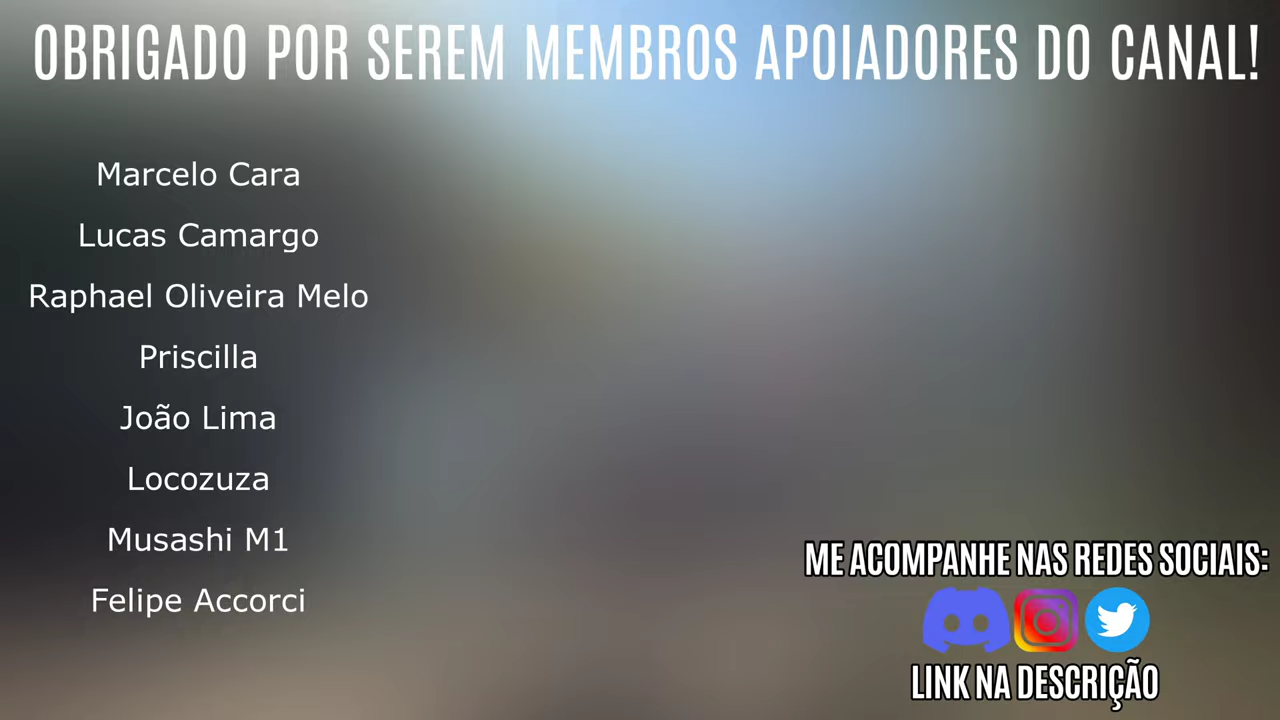 OBRIGADO POR SEREM MEMBROS APOIADORES DO CANAL!
Marcelo Cara
Lucas Camargo
Raphael Oliveira Melo
Priscilla
João Lima
Locozuza
Musashi M1
Felipe Accorci
ME ACOMPANHE NAS REDES SOCIAIS:
LINK NA DESCRIÇÃO